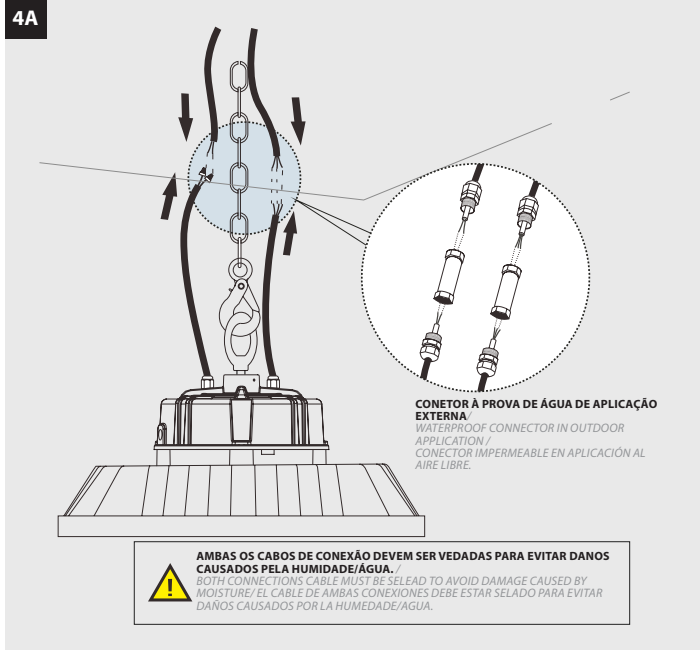 4A
CONETOR À PROVA DE ÁGUA DE APLICAÇÃO
EXTERNA/
WATERPROOF CONNECTOR IN OUTDOOR
APPLICATION /
CONECTOR IMPERMEABLE EN APLICACIÓN AL
AIRE LIBRE.
AMBAS OS CABOS DE CONEXÃO DEVEM SER VEDADAS PARA EVITAR DANOS
CAUSADOS PELA HUMIDADE/ÁGUA. /
BOTH CONNECTIONS CABLE MUST BE SELEAD TO AVOID DAMAGE CAUSED BY
MOISTURE/ EL CABLE DE AMBAS CONEXIONES DEBE ESTAR SELADO PARA EVITAR
DAÑOS CAUSADOS POR LA HUMEDADE/AGUA.